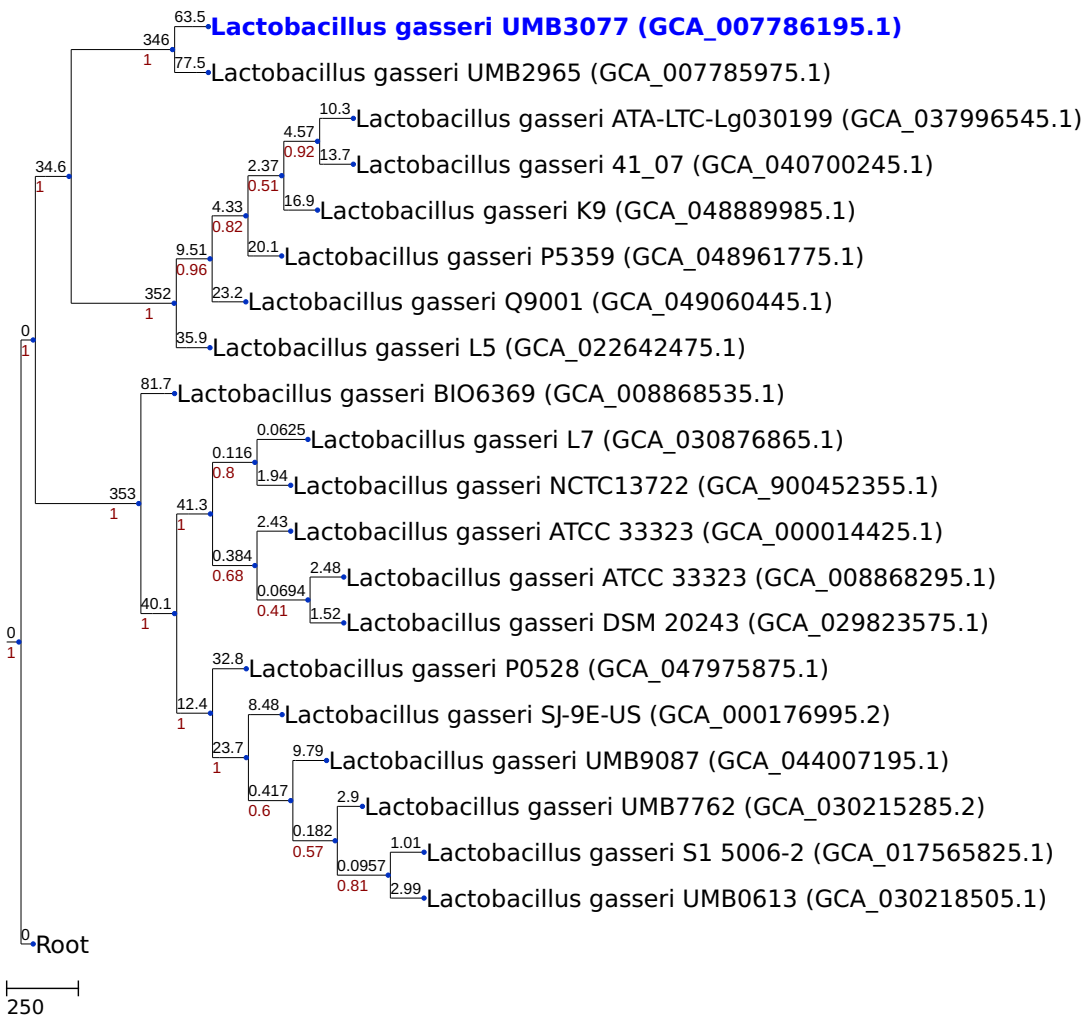 63.5
Lactobacillus gasseri UMB3077 (GCA_007786195.1)
346
1
77.5
Lactobacillus gasseri UMB2965 (GCA_007785975.1)
10.3
Lactobacillus gasseri ATA-LTC-Lg030199 (GCA_037996545.1)
4.57
0.92
13.7
Lactobacillus gasseri 41_07 (GCA_040700245.1)
2.37
0.51
34.6
1
16.9
Lactobacillus gasseri K9 (GCA_048889985.1)
4.33
0.82
20.1
Lactobacillus gasseri P5359 (GCA_048961775.1)
9.51
0.96
23.2
Lactobacillus gasseri Q9001 (GCA_049060445.1)
352
1
35.9
Lactobacillus gasseri L5 (GCA_022642475.1)
0
1
81.7
Lactobacillus gasseri BIO6369 (GCA_008868535.1)
0.0625
Lactobacillus gasseri L7 (GCA_030876865.1)
0.116
0.8
1.94
Lactobacillus gasseri NCTC13722 (GCA_900452355.1)
353
1
41.3
1
2.43
Lactobacillus gasseri ATCC 33323 (GCA_000014425.1)
0.384
0.68
2.48
Lactobacillus gasseri ATCC 33323 (GCA_008868295.1)
0.0694
0.41
40.1
1
1.52
Lactobacillus gasseri DSM 20243 (GCA_029823575.1)
0
1
32.8
Lactobacillus gasseri P0528 (GCA_047975875.1)
12.4
1
8.48
Lactobacillus gasseri SJ-9E-US (GCA_000176995.2)
23.7
1
9.79
Lactobacillus gasseri UMB9087 (GCA_044007195.1)
0.417
0.6
2.9
Lactobacillus gasseri UMB7762 (GCA_030215285.2)
0.182
0.57
1.01
Lactobacillus gasseri S1 5006-2 (GCA_017565825.1)
0.0957
0.81
2.99
Lactobacillus gasseri UMB0613 (GCA_030218505.1)
0
Root
250